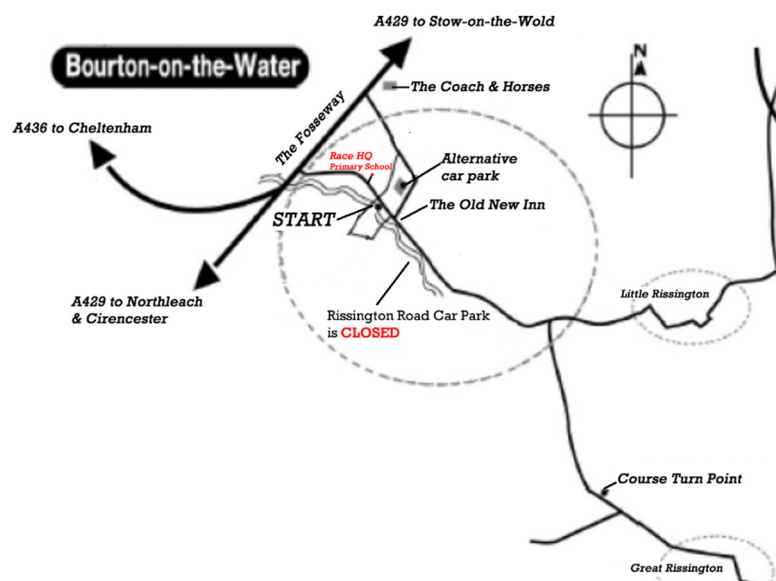 A429 to Stow-on-the-Wold
Bourton-on-the-Water
N
The Coach & Horses
A436 to Cheltenham
The Fosseway
Race HQ
Primary School
Alternative
car park
START
The Old New Inn
A429 to Northleach
& Cirencester
Little Rissington
Rissington Road Car Park
is CLOSED
Course Turn Point
Great Rissington